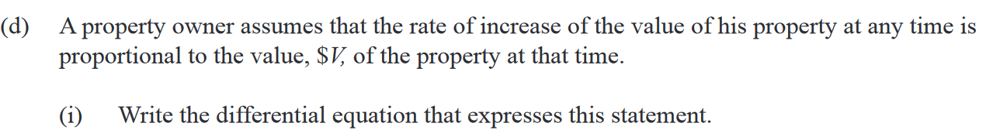 (d) A property owner assumes that the rate of increase of the value of his property at any time is
proportional to the value, $V, of the property at that time.
(i) Write the differential equation that expresses this statement.